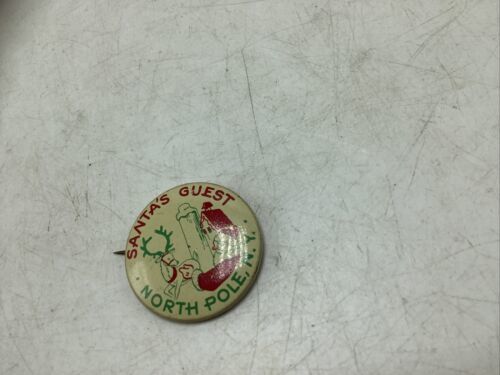 SANTA'S GUEST
NORTH POLE, N.Y.